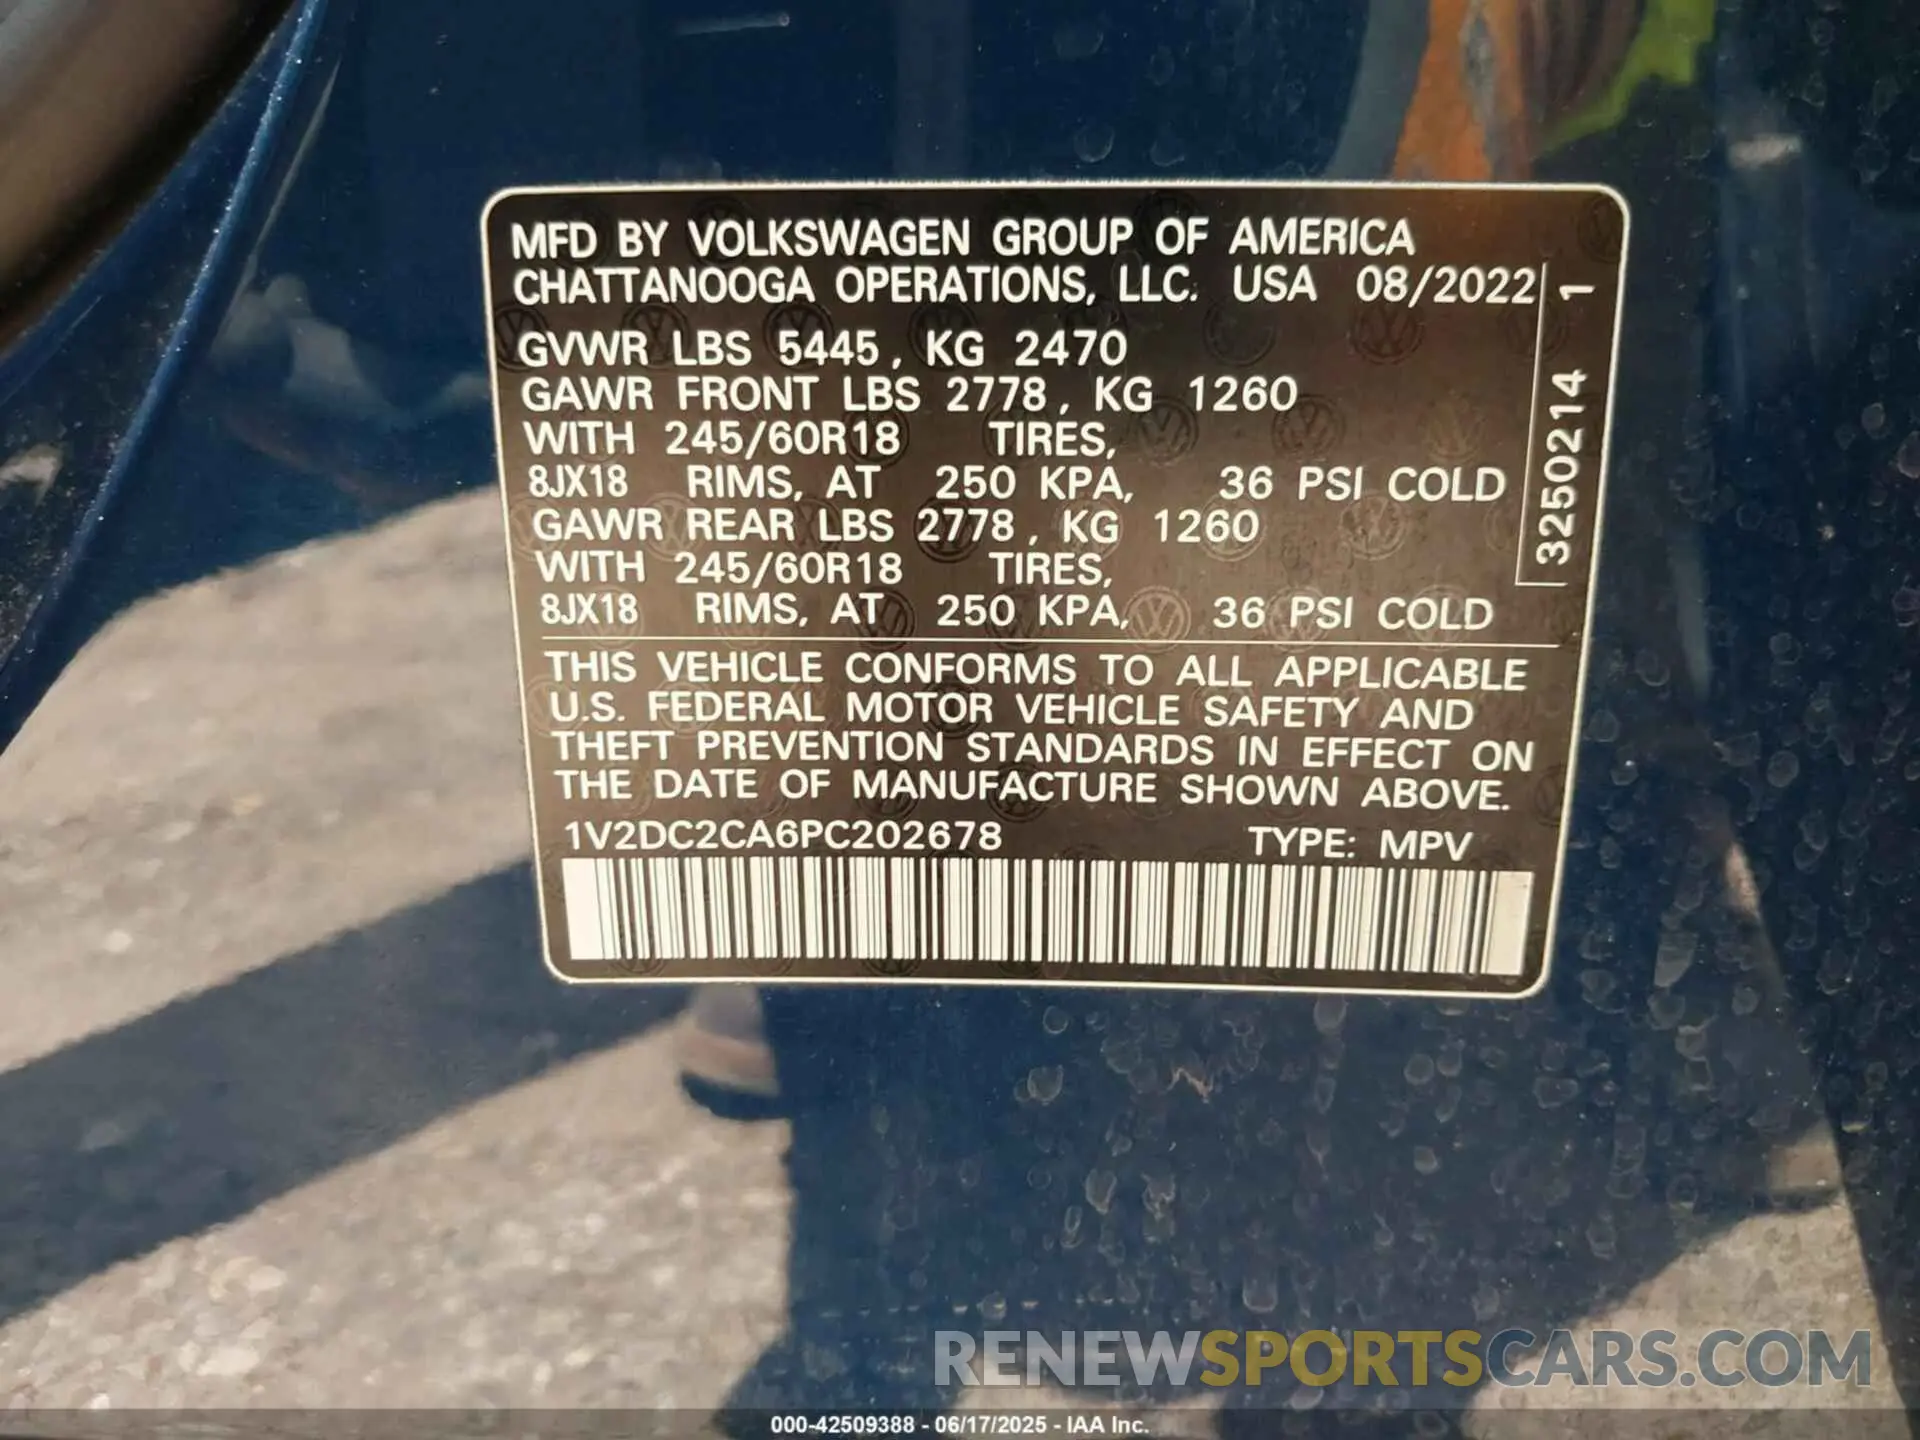 MFD BY VOLKSWAGEN GROUP OF AMERICA
CHATTANOOGA OPERATIONS, LLC. USA 08/2022
GVWR LBS 5445, KG 2470
GAWR FRONT LBS 2778, KG 1260
WITH 245/60R18 TIRES,
8JX18 RIMS, AT 250 KPA, 36 PSI COLD
GAWR REAR LBS 2778, KG 1260
WITH 245/60R18 TIRES,
8JX18 RIMS, AT 250 KPA, 36 PSI COLD
3250214 1
THIS VEHICLE CONFORMS TO ALL APPLICABLE
U.S. FEDERAL MOTOR VEHICLE SAFETY AND
THEFT PREVENTION STANDARDS IN EFFECT ON
THE DATE OF MANUFACTURE SHOWN ABOVE.
1V2DC2CA6PC202678 TYPE: MPV
RENEWSPORTSCARS.COM
000-42509388 - 06/17/2025 - IAA Inc.